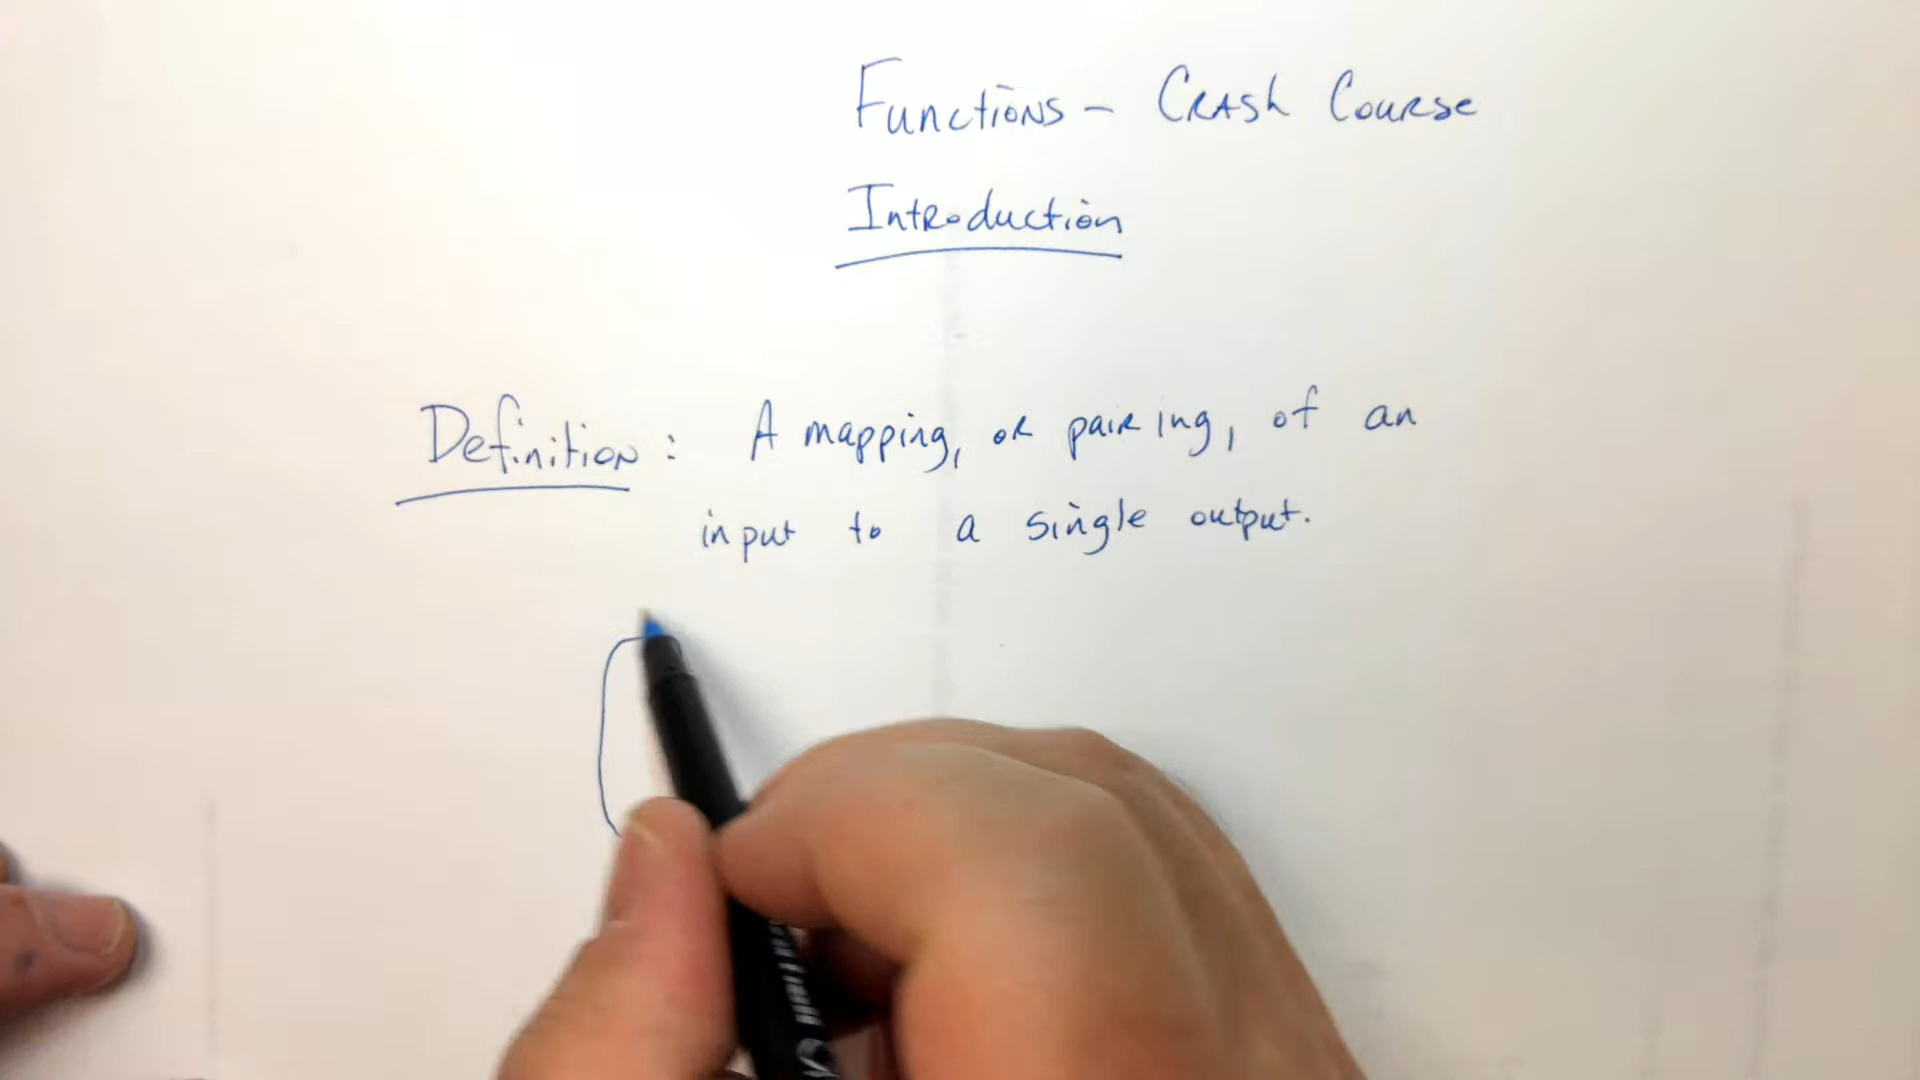 Functions - Crash Course
Introduction
Definition: A mapping, or pairing, of an
input to a single output.